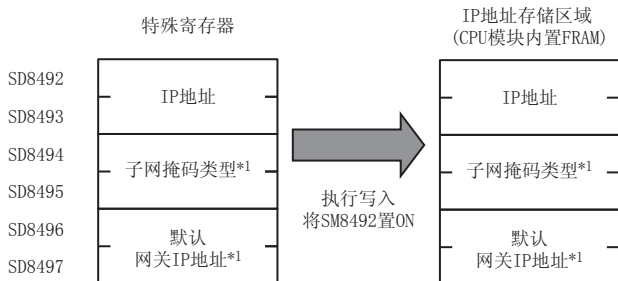 特殊寄存器
IP地址存储区域
(CPU模块内置FRAM)
SD8492
SD8493
SD8494
SD8495
SD8496
SD8497
IP地址
子网掩码类型*1
默认
网关IP地址*1
执行写入
将SM8492置ON
IP地址
子网掩码类型*1
默认
网关IP地址*1